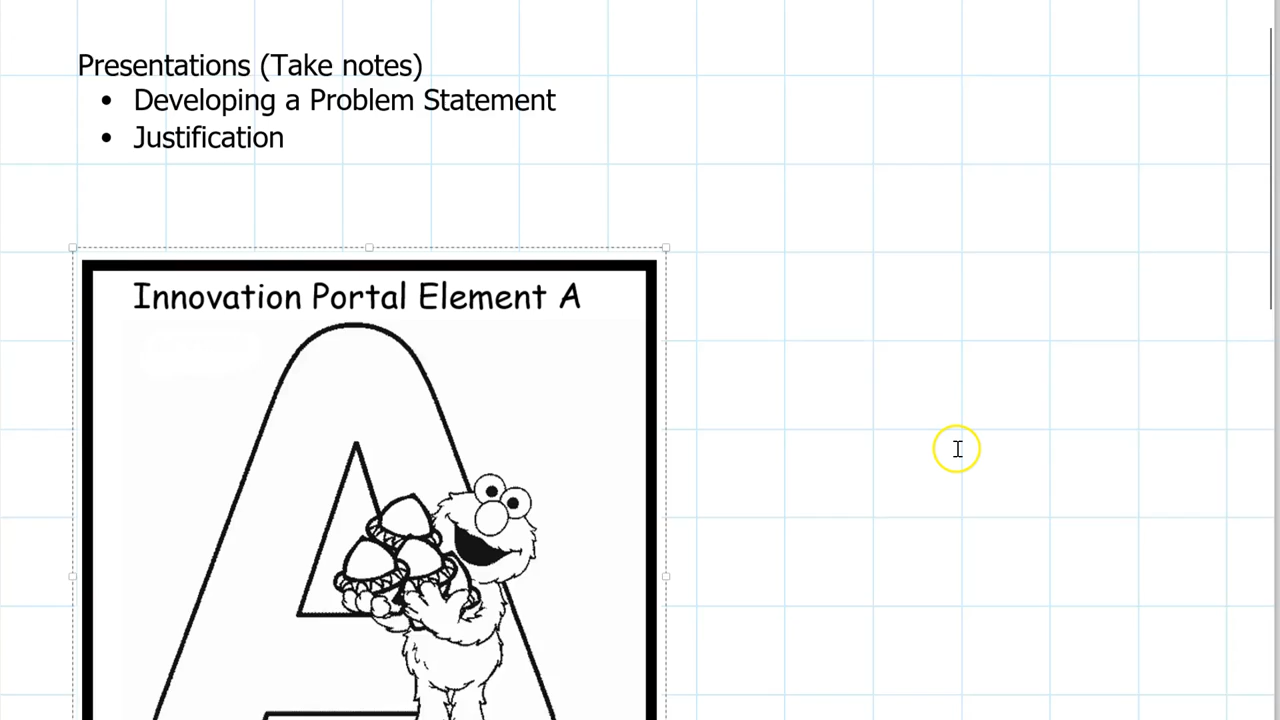 Presentations (Take notes)
• Developing a Problem Statement
• Justification
Innovation Portal Element A
A